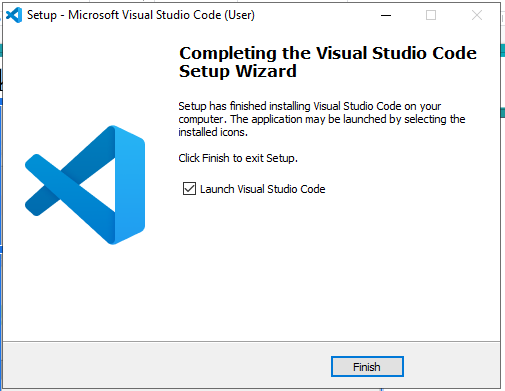 Setup - Microsoft Visual Studio Code (User)
Completing the Visual Studio Code
Setup Wizard
Setup has finished installing Visual Studio Code on your
computer. The application may be launched by selecting the
installed icons.
Click Finish to exit Setup.
Launch Visual Studio Code
Finish